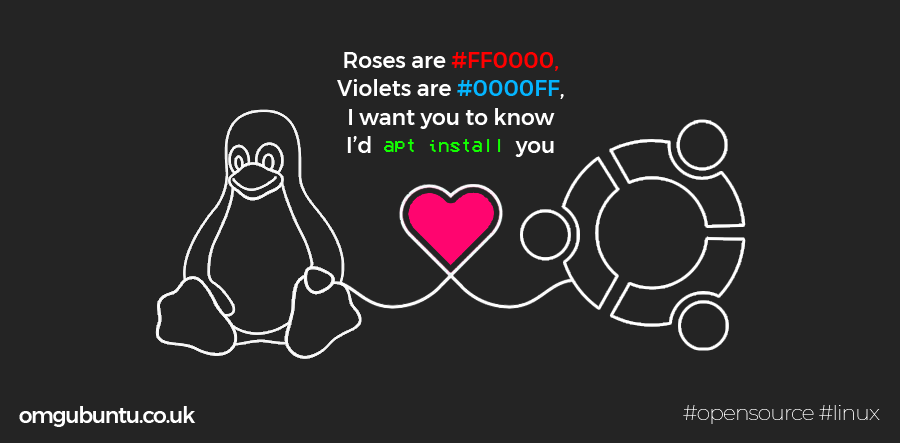 Roses are #FF0000,
Violets are #0000FF,
I want you to know
I’d apt install you
omgubuntu.co.uk
#opensource #linux